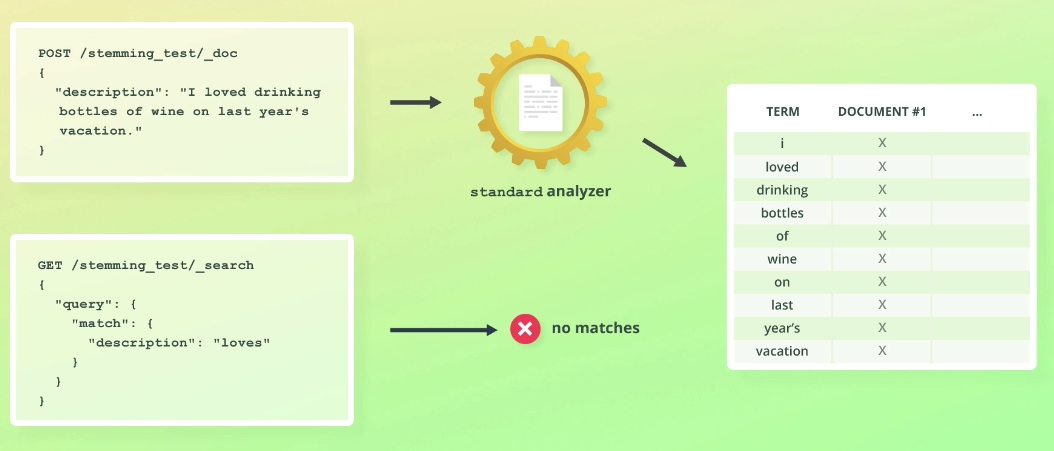 POST /stemming_test/_doc
{
"description": "I loved drinking
bottles of wine on last year's
vacation."
}
standard analyzer
GET /stemming_test/_search
{
"query": {
"match": {
"description": "loves"
}
}
}
no matches
TERM DOCUMENT #1 ...
i X
loved X
drinking X
bottles X
of X
wine X
on X
last X
year's X
vacation X